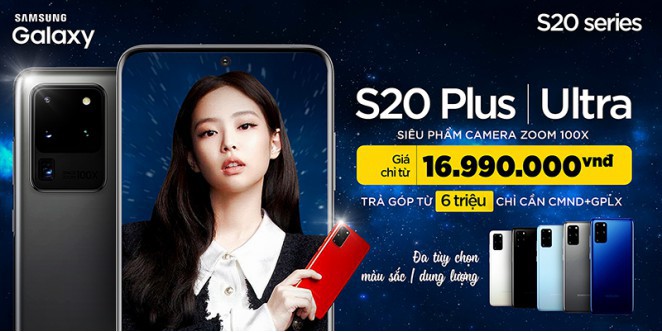 SAMSUNG
Galaxy
S20 series
S20 Plus | Ultra
SIÊU PHẨM CAMERA ZOOM 100X
Giá
chỉ từ
16.990.000vnđ
TRẢ GÓP TỪ 6 triệu CHỈ CẦN CMND+GPLX
Đa tùy chọn
màu sắc / dung lượng